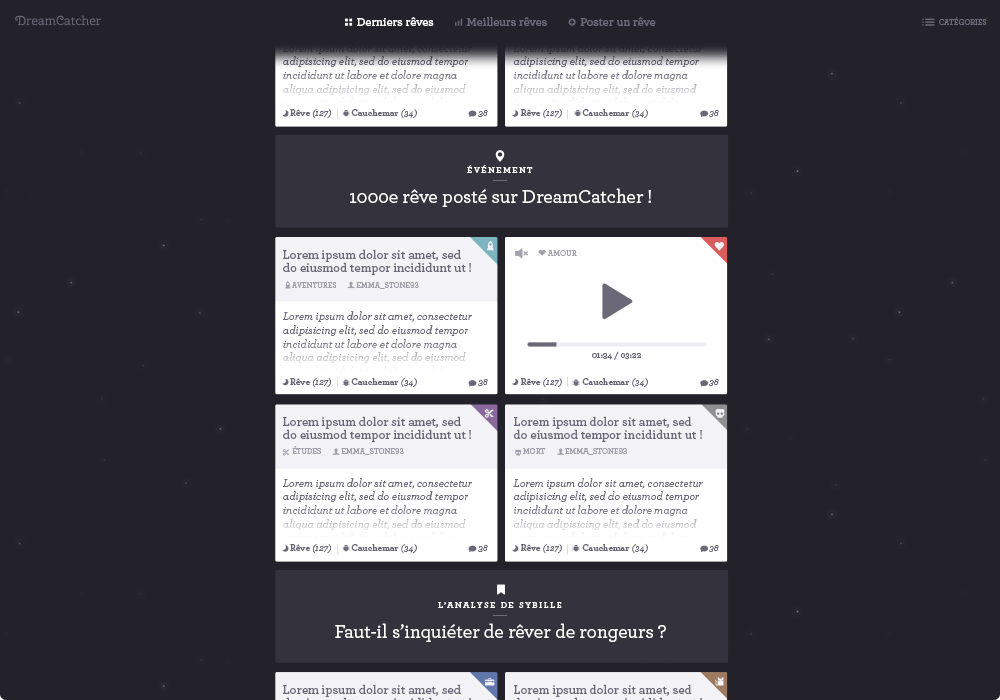 DreamCatcher
Derniers rêves
Meilleurs rêves
Poster un rêve
CATÉGORIES
Lorem ipsum dolor sit amet, consectetur
adipisicing elit, sed do eiusmod tempor
incididunt ut labore et dolore magna
aliqua adipisicing elit, sed do eiusmod
Rêve (127) | Cauchemar (34) 38
Lorem ipsum dolor sit amet, consectetur
adipisicing elit, sed do eiusmod tempor
incididunt ut labore et dolore magna
aliqua adipisicing elit, sed do eiusmod
Rêve (127) | Cauchemar (34) 38
ÉVÉNEMENT
1000e rêve posté sur DreamCatcher !
Lorem ipsum dolor sit amet, sed
do eiusmod tempor incididunt ut !
AVENTURES EMMA_STONE93
Lorem ipsum dolor sit amet, consectetur
adipisicing elit, sed do eiusmod tempor
incididunt ut labore et dolore magna
aliqua adipisicing elit, sed do eiusmod
Rêve (127) | Cauchemar (34) 38
AMOUR
01:34 / 03:22
Rêve (127) | Cauchemar (34) 38
Lorem ipsum dolor sit amet, sed
do eiusmod tempor incididunt ut !
ÉTUDES EMMA_STONE93
Lorem ipsum dolor sit amet, consectetur
adipisicing elit, sed do eiusmod tempor
incididunt ut labore et dolore magna
aliqua adipisicing elit, sed do eiusmod
Rêve (127) | Cauchemar (34) 38
Lorem ipsum dolor sit amet, sed
do eiusmod tempor incididunt ut !
MORT EMMA_STONE93
Lorem ipsum dolor sit amet, consectetur
adipisicing elit, sed do eiusmod tempor
incididunt ut labore et dolore magna
aliqua adipisicing elit, sed do eiusmod
Rêve (127) | Cauchemar (34) 38
L'ANALYSE DE SYBILLE
Faut-il s'inquiéter de rêver de rongeurs ?
Lorem ipsum dolor sit amet, sed
Lorem ipsum dolor sit amet, sed